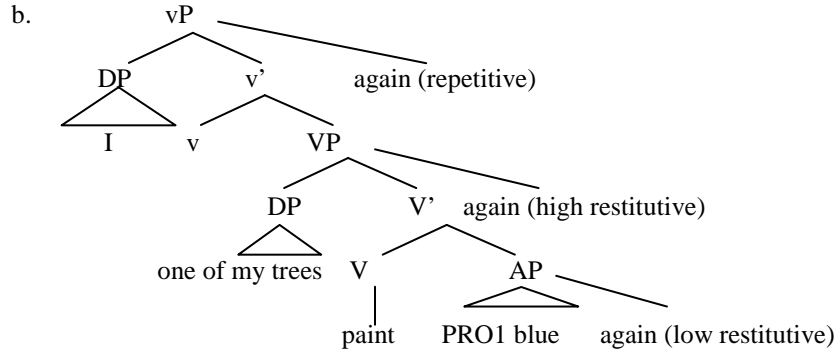 b. vP
DP v’ again (repetitive)
I v VP
DP V’ again (high restitutive)
one of my trees V AP
paint PRO1 blue again (low restitutive)